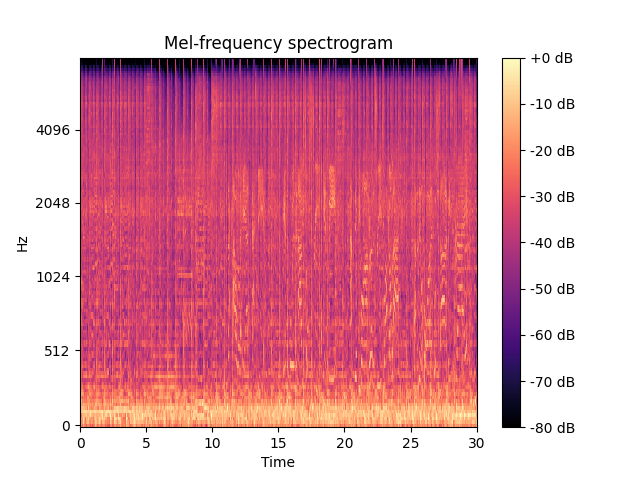 Mel-frequency spectrogram
Hz
4096
2048
1024
512
0
0 5 10 15 20 25 30
Time
+0 dB
-10 dB
-20 dB
-30 dB
-40 dB
-50 dB
-60 dB
-70 dB
-80 dB